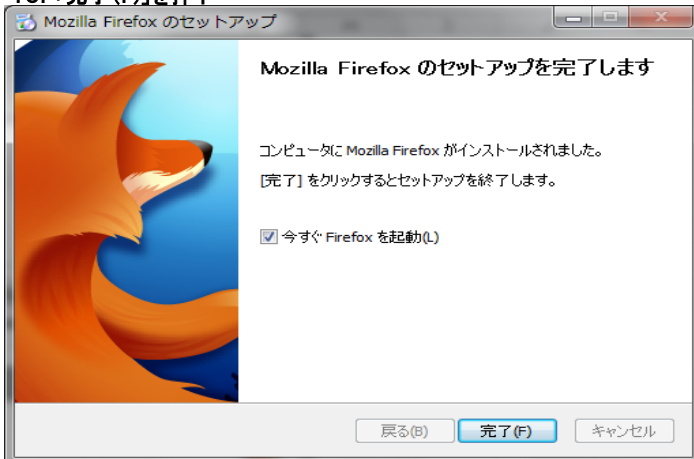 Mozilla Firefox のセットアップ
Mozilla Firefox のセットアップを完了します
コンピュータに Mozilla Firefox がインストールされました。
[完了] をクリックするとセットアップを終了します。
今すぐ Firefox を起動(L)
戻る(B)
完了(F)
キャンセル